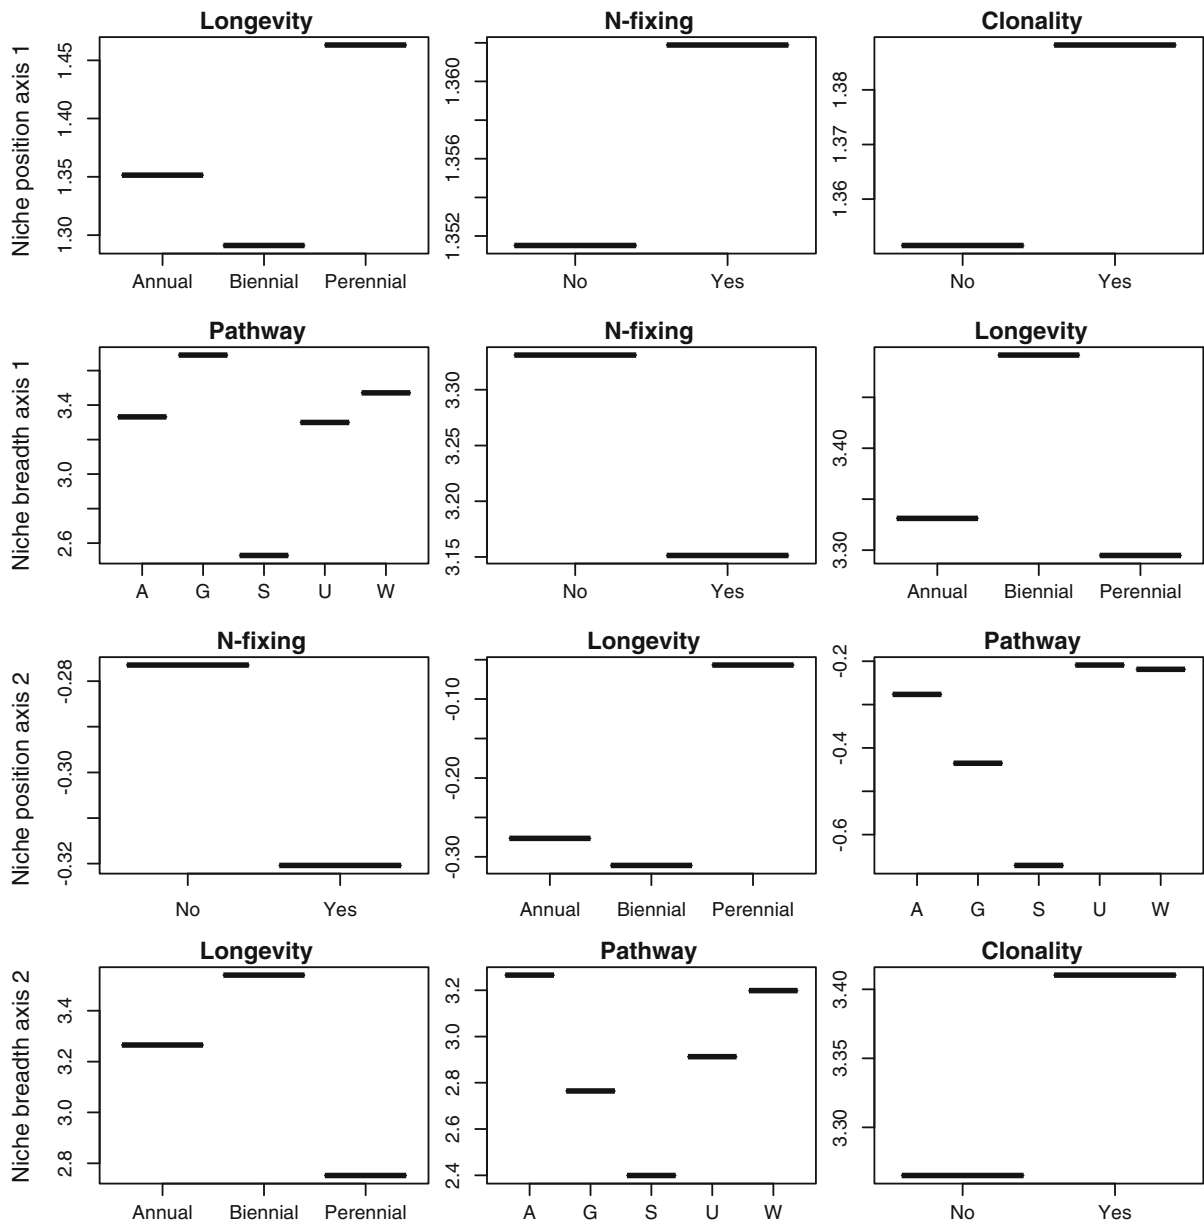 Longevity
N-fixing
Clonality
Niche position axis 1
1.45
1.40
1.35
1.30
Annual Biennial Perennial
1.360
1.356
1.352
No Yes
1.38
1.37
1.36
No Yes
Pathway
N-fixing
Longevity
Niche breadth axis 1
3.4
3.0
2.6
A G S U W
3.30
3.25
3.20
3.15
No Yes
3.40
3.30
Annual Biennial Perennial
N-fixing
Longevity
Pathway
Niche position axis 2
-0.28
-0.30
-0.32
No Yes
-0.10
-0.20
-0.30
Annual Biennial Perennial
-0.2
-0.4
-0.6
A G S U W
Longevity
Pathway
Clonality
Niche breadth axis 2
3.4
3.2
3.0
2.8
Annual Biennial Perennial
3.2
3.0
2.8
2.6
2.4
A G S U W
3.40
3.35
3.30
No Yes